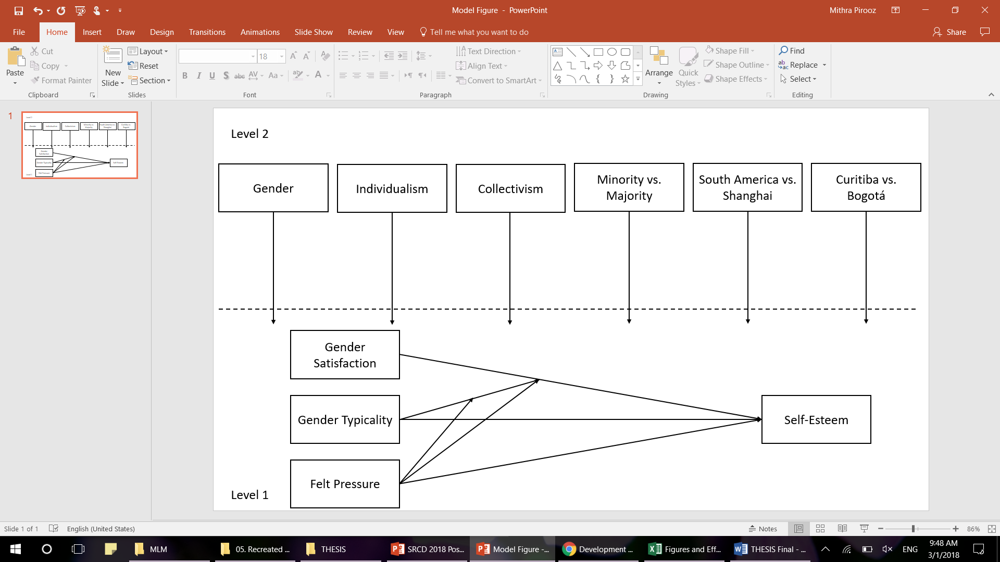 Model Figure - PowerPoint
Mithra Pirooz
File
Home
Insert
Draw
Design
Transitions
Animations
Slide Show
Review
View
Tell me what you want to do
Share
Paste
Cut
Copy
Format Painter
Clipboard
New
Slide
Layout
Reset
Section
Slides
18
Font
Text Direction
Align Text
Convert to SmartArt
Paragraph
Arrange
Quick
Styles
Shape Fill
Shape Outline
Shape Effects
Drawing
Find
Replace
Select
Editing
1
Level 2
Gender
Individualism
Collectivism
Minority vs.
Majority
South America vs.
Shanghai
Curitiba vs.
Bogotá
Gender
Satisfaction
Gender Typicality
Felt Pressure
Self-Esteem
Level 1
Slide 1 of 1
English (United States)
Notes
86%
MLM
05. Recreated ...
THESIS
SRCD 2018 Pos...
Model Figure -...
Development ...
Figures and Eff...
THESIS Final - ...
ENG
9:48 AM
3/1/2018